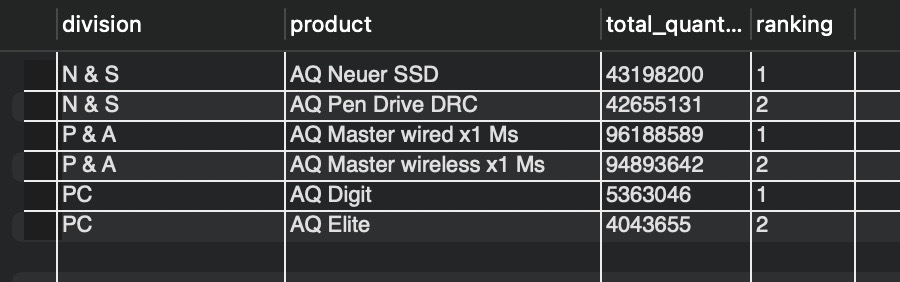 division product total_quant... ranking
N & S AQ Neuer SSD 43198200 1
N & S AQ Pen Drive DRC 42655131 2
P & A AQ Master wired x1 Ms 96188589 1
P & A AQ Master wireless x1 Ms 94893642 2
PC AQ Digit 5363046 1
PC AQ Elite 4043655 2